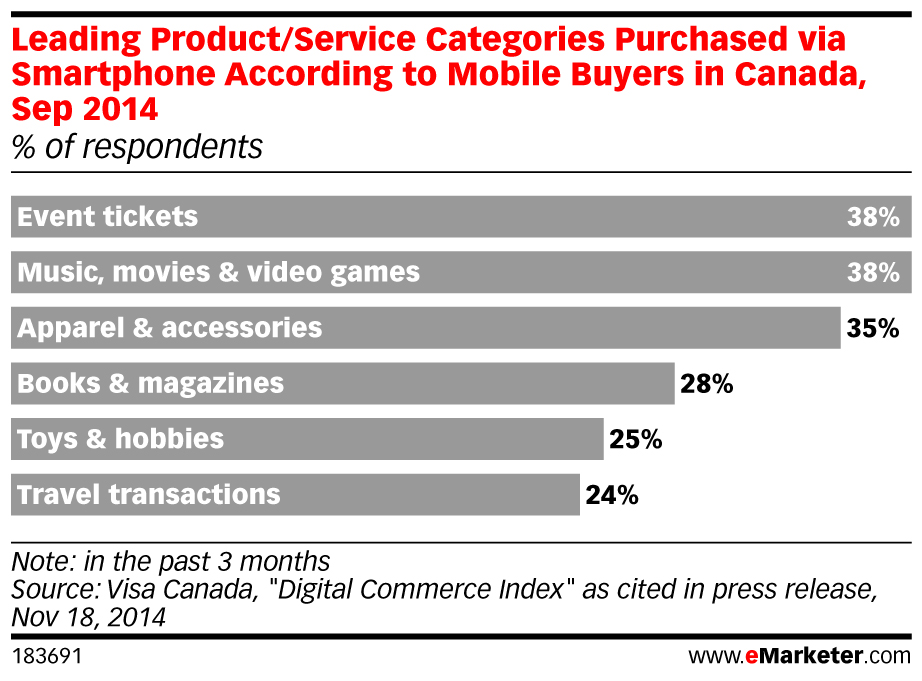 Leading Product/Service Categories Purchased via
Smartphone According to Mobile Buyers in Canada,
Sep 2014
% of respondents
Event tickets 38%
Music, movies & video games 38%
Apparel & accessories 35%
Books & magazines 28%
Toys & hobbies 25%
Travel transactions 24%
Note: in the past 3 months
Source: Visa Canada, "Digital Commerce Index" as cited in press release,
Nov 18, 2014
183691 www.eMarketer.com